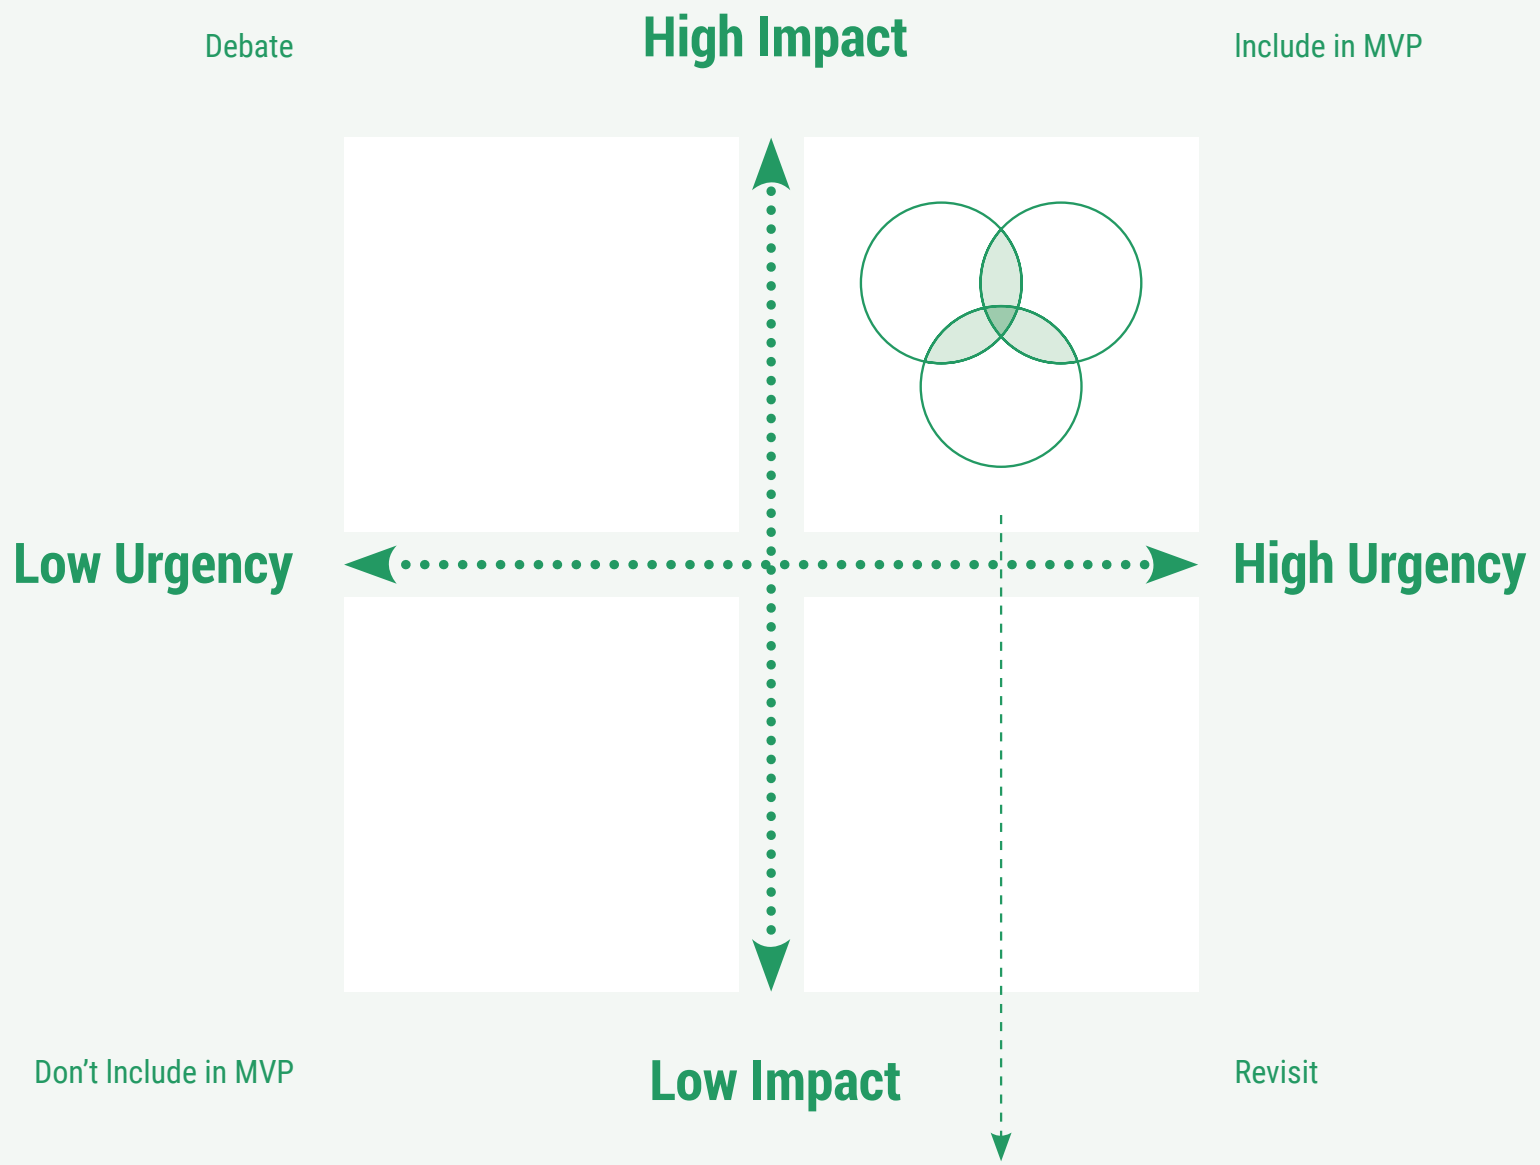 Debate
High Impact
Include in MVP
Low Urgency
High Urgency
Don’t Include in MVP
Low Impact
Revisit